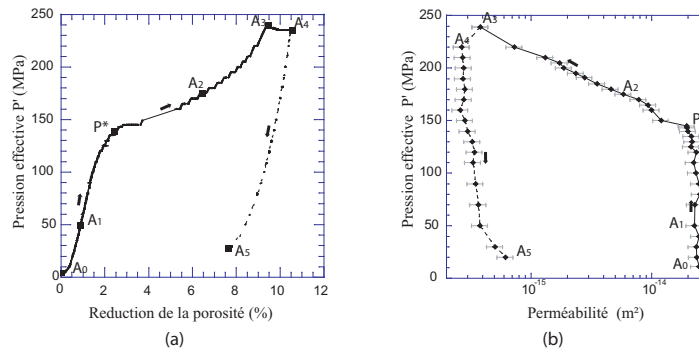 (a)
250
200
150
100
50
0
Pression effective P' (MPa)
A3
A4
A2
P*
A1
A0
A5
0 2 4 6 8 10 12
Reduction de la porosité (%)
(a)
(b)
250
200
150
100
50
0
Pression effective P' (MPa)
A3
A4
A2
P
A1
A0
A5
10-15 10-14
Perméabilité (m²)
(b)